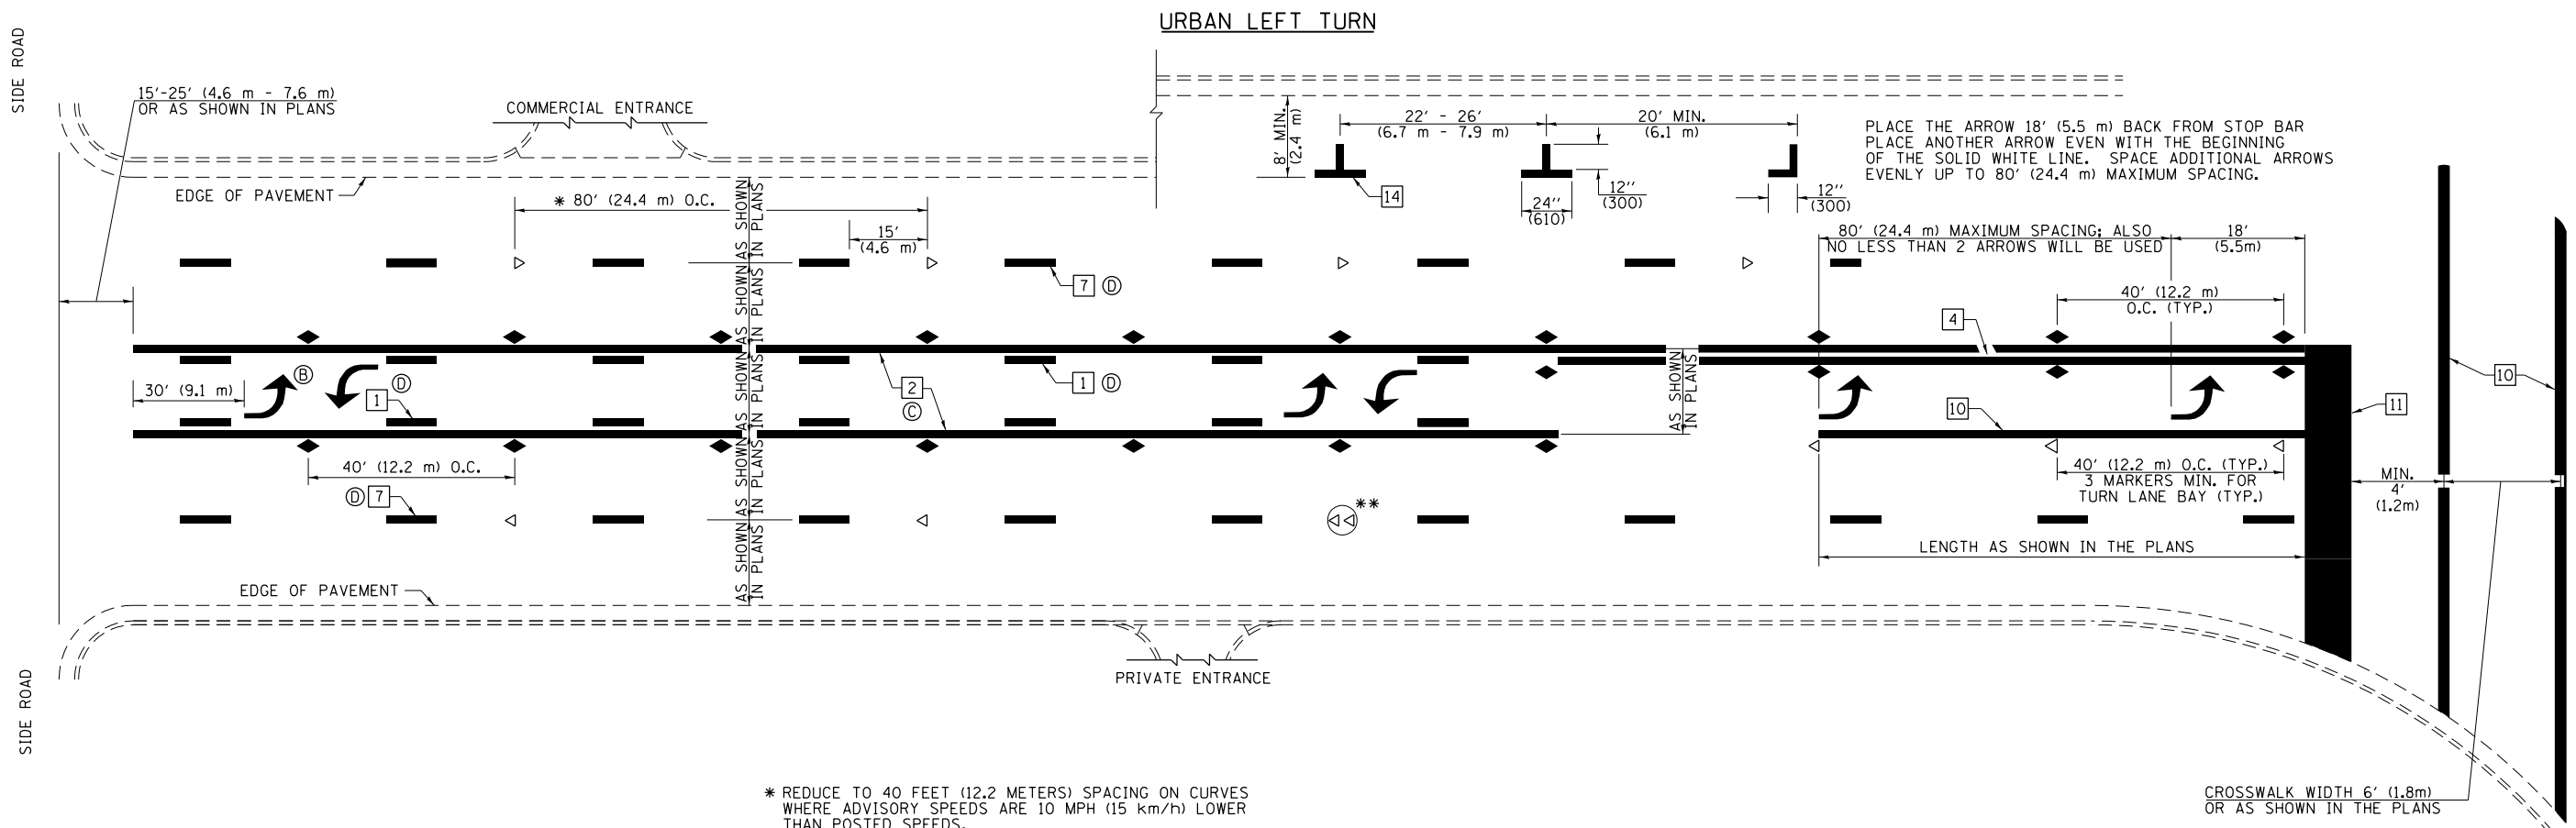 URBAN LEFT TURN
SIDE ROAD
15'-25' (4.6 m - 7.6 m)
OR AS SHOWN IN PLANS
COMMERCIAL ENTRANCE
EDGE OF PAVEMENT
* 80' (24.4 m) O.C.
15'
(4.6 m)
8' MIN.
(2.4 m)
22' - 26'
(6.7 m - 7.9 m)
20' MIN.
(6.1 m)
14
24''
(610)
12''
(300)
12''
(300)
PLACE THE ARROW 18' (5.5 m) BACK FROM STOP BAR
PLACE ANOTHER ARROW EVEN WITH THE BEGINNING
OF THE SOLID WHITE LINE. SPACE ADDITIONAL ARROWS
EVENLY UP TO 80' (24.4 m) MAXIMUM SPACING.
80' (24.4 m) MAXIMUM SPACING; ALSO
NO LESS THAN 2 ARROWS WILL BE USED
18'
(5.5m)
7 D
40' (12.2 m)
O.C. (TYP.)
4
AS SHOWN
IN PLANS
AS SHOWN
IN PLANS
AS SHOWN
IN PLANS
AS SHOWN
IN PLANS
AS SHOWN
IN PLANS
AS SHOWN
IN PLANS
30' (9.1 m)
B
D
1
2
C
1 D
10
11
10
40' (12.2 m) O.C.
D 7
**
40' (12.2 m) O.C. (TYP.)
3 MARKERS MIN. FOR
TURN LANE BAY (TYP.)
MIN.
4'
(1.2m)
LENGTH AS SHOWN IN THE PLANS
EDGE OF PAVEMENT
PRIVATE ENTRANCE
SIDE ROAD
* REDUCE TO 40 FEET (12.2 METERS) SPACING ON CURVES
WHERE ADVISORY SPEEDS ARE 10 MPH (15 km/h) LOWER
THAN POSTED SPEEDS.
CROSSWALK WIDTH 6' (1.8m)
OR AS SHOWN IN THE PLANS